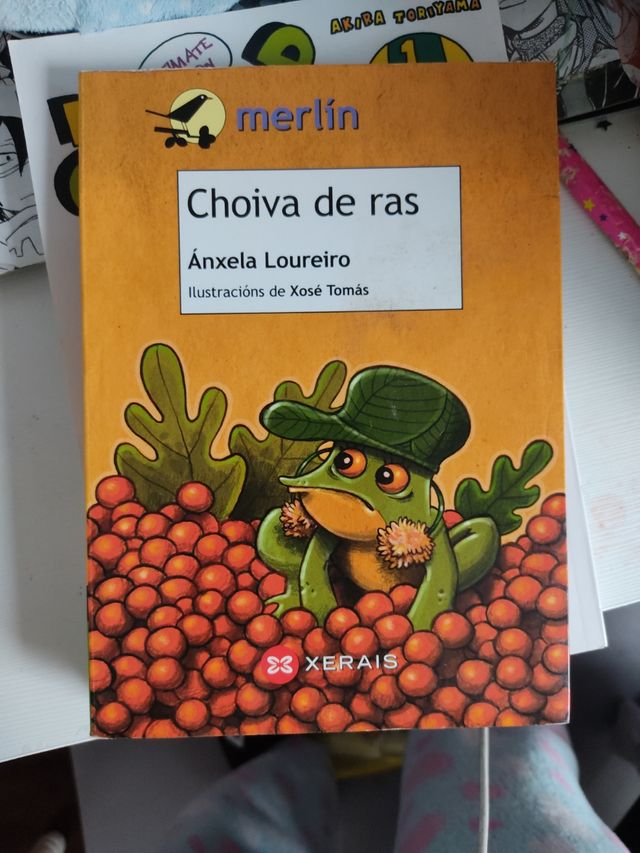 AKIRA TORIYAMA
merlín
Choiva de ras
Ánxela Loureiro
Ilustracións de Xosé Tomás
XERAIS